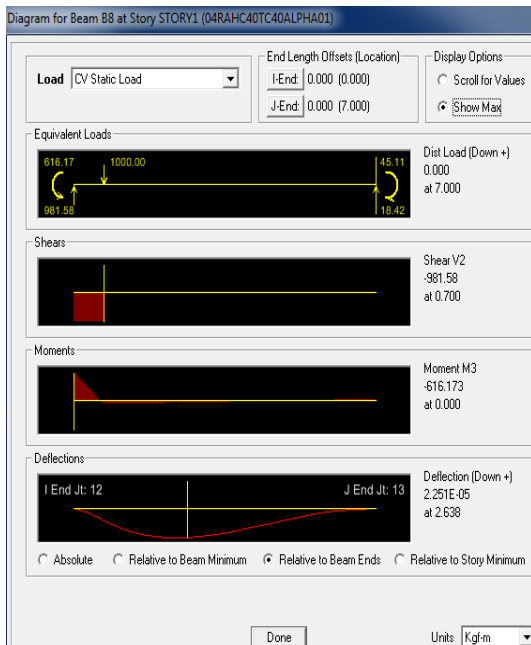 Diagram for Beam B8 at Story STORY1 (04RAHC40TC40ALPHA01)
Load CV Static Load
End Length Offsets (Location)
I-End: 0.000 (0.000)
J-End: 0.000 (7.000)
Display Options
Scroll for Values
Show Max
Equivalent Loads
616.17 1000.00 45.11
981.58 18.42
Dist Load (Down +)
0.000
at 7.000
Shears
Shear V2
-981.58
at 0.700
Moments
Moment M3
-616.173
at 0.000
Deflections
I End Jt: 12 J End Jt: 13
Deflection (Down +)
2.251E-05
at 2.638
Absolute Relative to Beam Minimum Relative to Beam Ends Relative to Story Minimum
Done Units Kgf-m